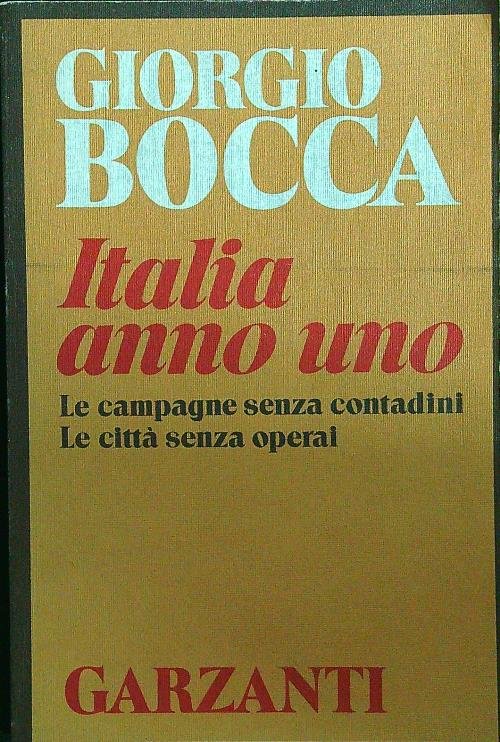 GIORGIO
BOCCA
Italia
anno uno
Le campagne senza contadini
Le città senza operai
GARZANTI